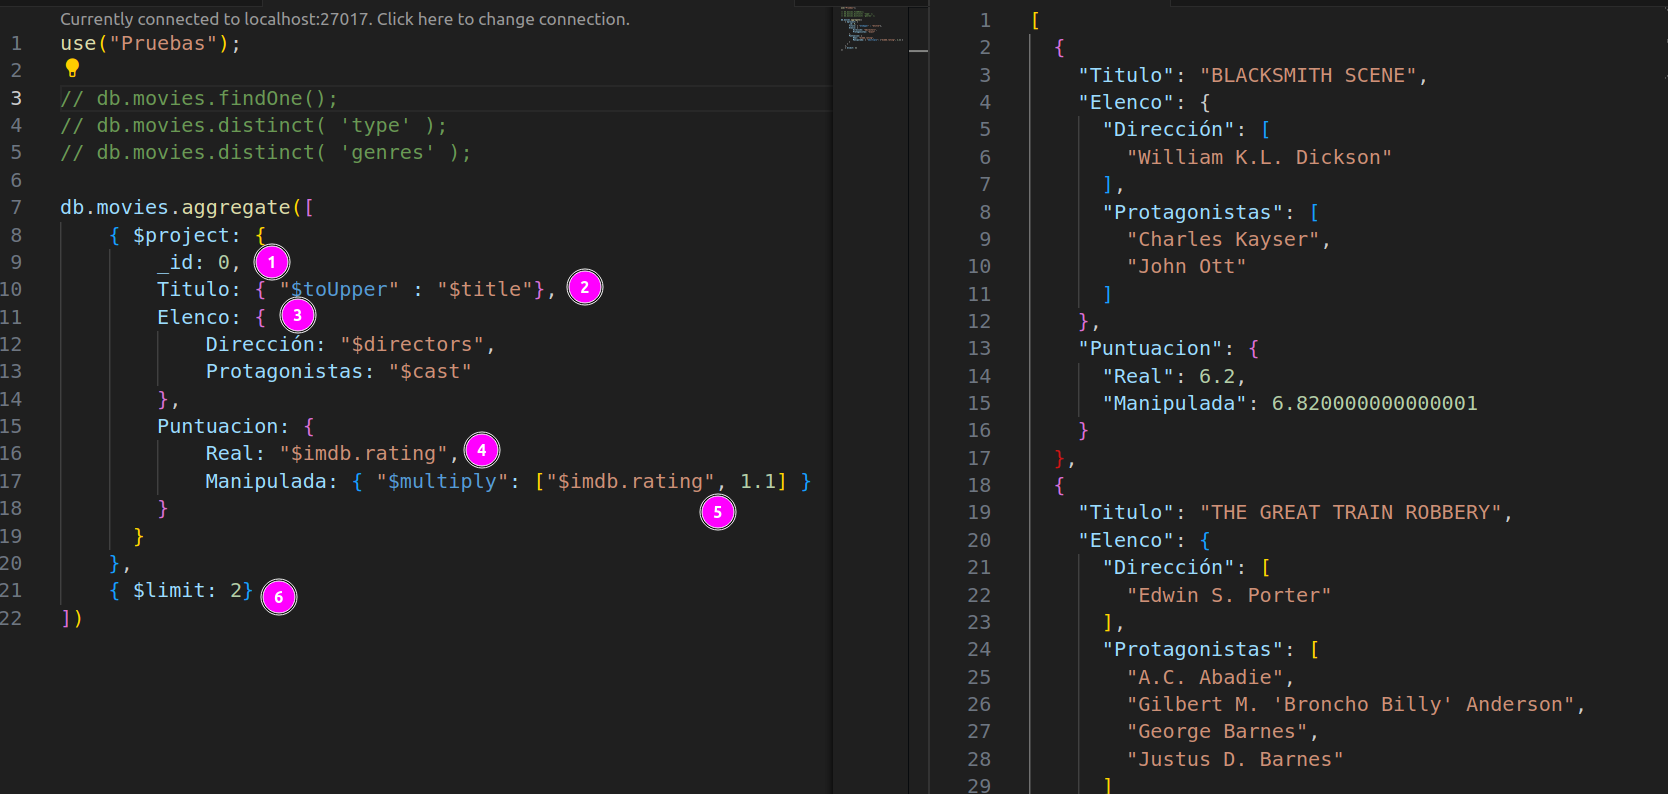 Currently connected to localhost:27017. Click here to change connection.
1 use("Pruebas");
2
3 // db.movies.findOne();
4 // db.movies.distinct( 'type' );
5 // db.movies.distinct( 'genres' );
6
7 db.movies.aggregate([
8 { $project: {
9 _id: 0, 1
10 Titulo: { "$toUpper" : "$title"}, 2
11 Elenco: { 3
12 Dirección: "$directors",
13 Protagonistas: "$cast"
14 },
15 Puntuacion: {
16 Real: "$imdb.rating", 4
17 Manipulada: { "$multiply": ["$imdb.rating", 1.1] }
18 } 5
19 }
20 },
21 { $limit: 2} 6
22 ])
1 [
2 {
3 "Titulo": "BLACKSMITH SCENE",
4 "Elenco": {
5 "Dirección": [
6 "William K.L. Dickson"
7 ],
8 "Protagonistas": [
9 "Charles Kayser",
10 "John Ott"
11 ]
12 },
13 "Puntuacion": {
14 "Real": 6.2,
15 "Manipulada": 6.820000000000001
16 }
17 },
18 {
19 "Titulo": "THE GREAT TRAIN ROBBERY",
20 "Elenco": {
21 "Dirección": [
22 "Edwin S. Porter"
23 ],
24 "Protagonistas": [
25 "A.C. Abadie",
26 "Gilbert M. 'Broncho Billy' Anderson",
27 "George Barnes",
28 "Justus D. Barnes"
29 ]